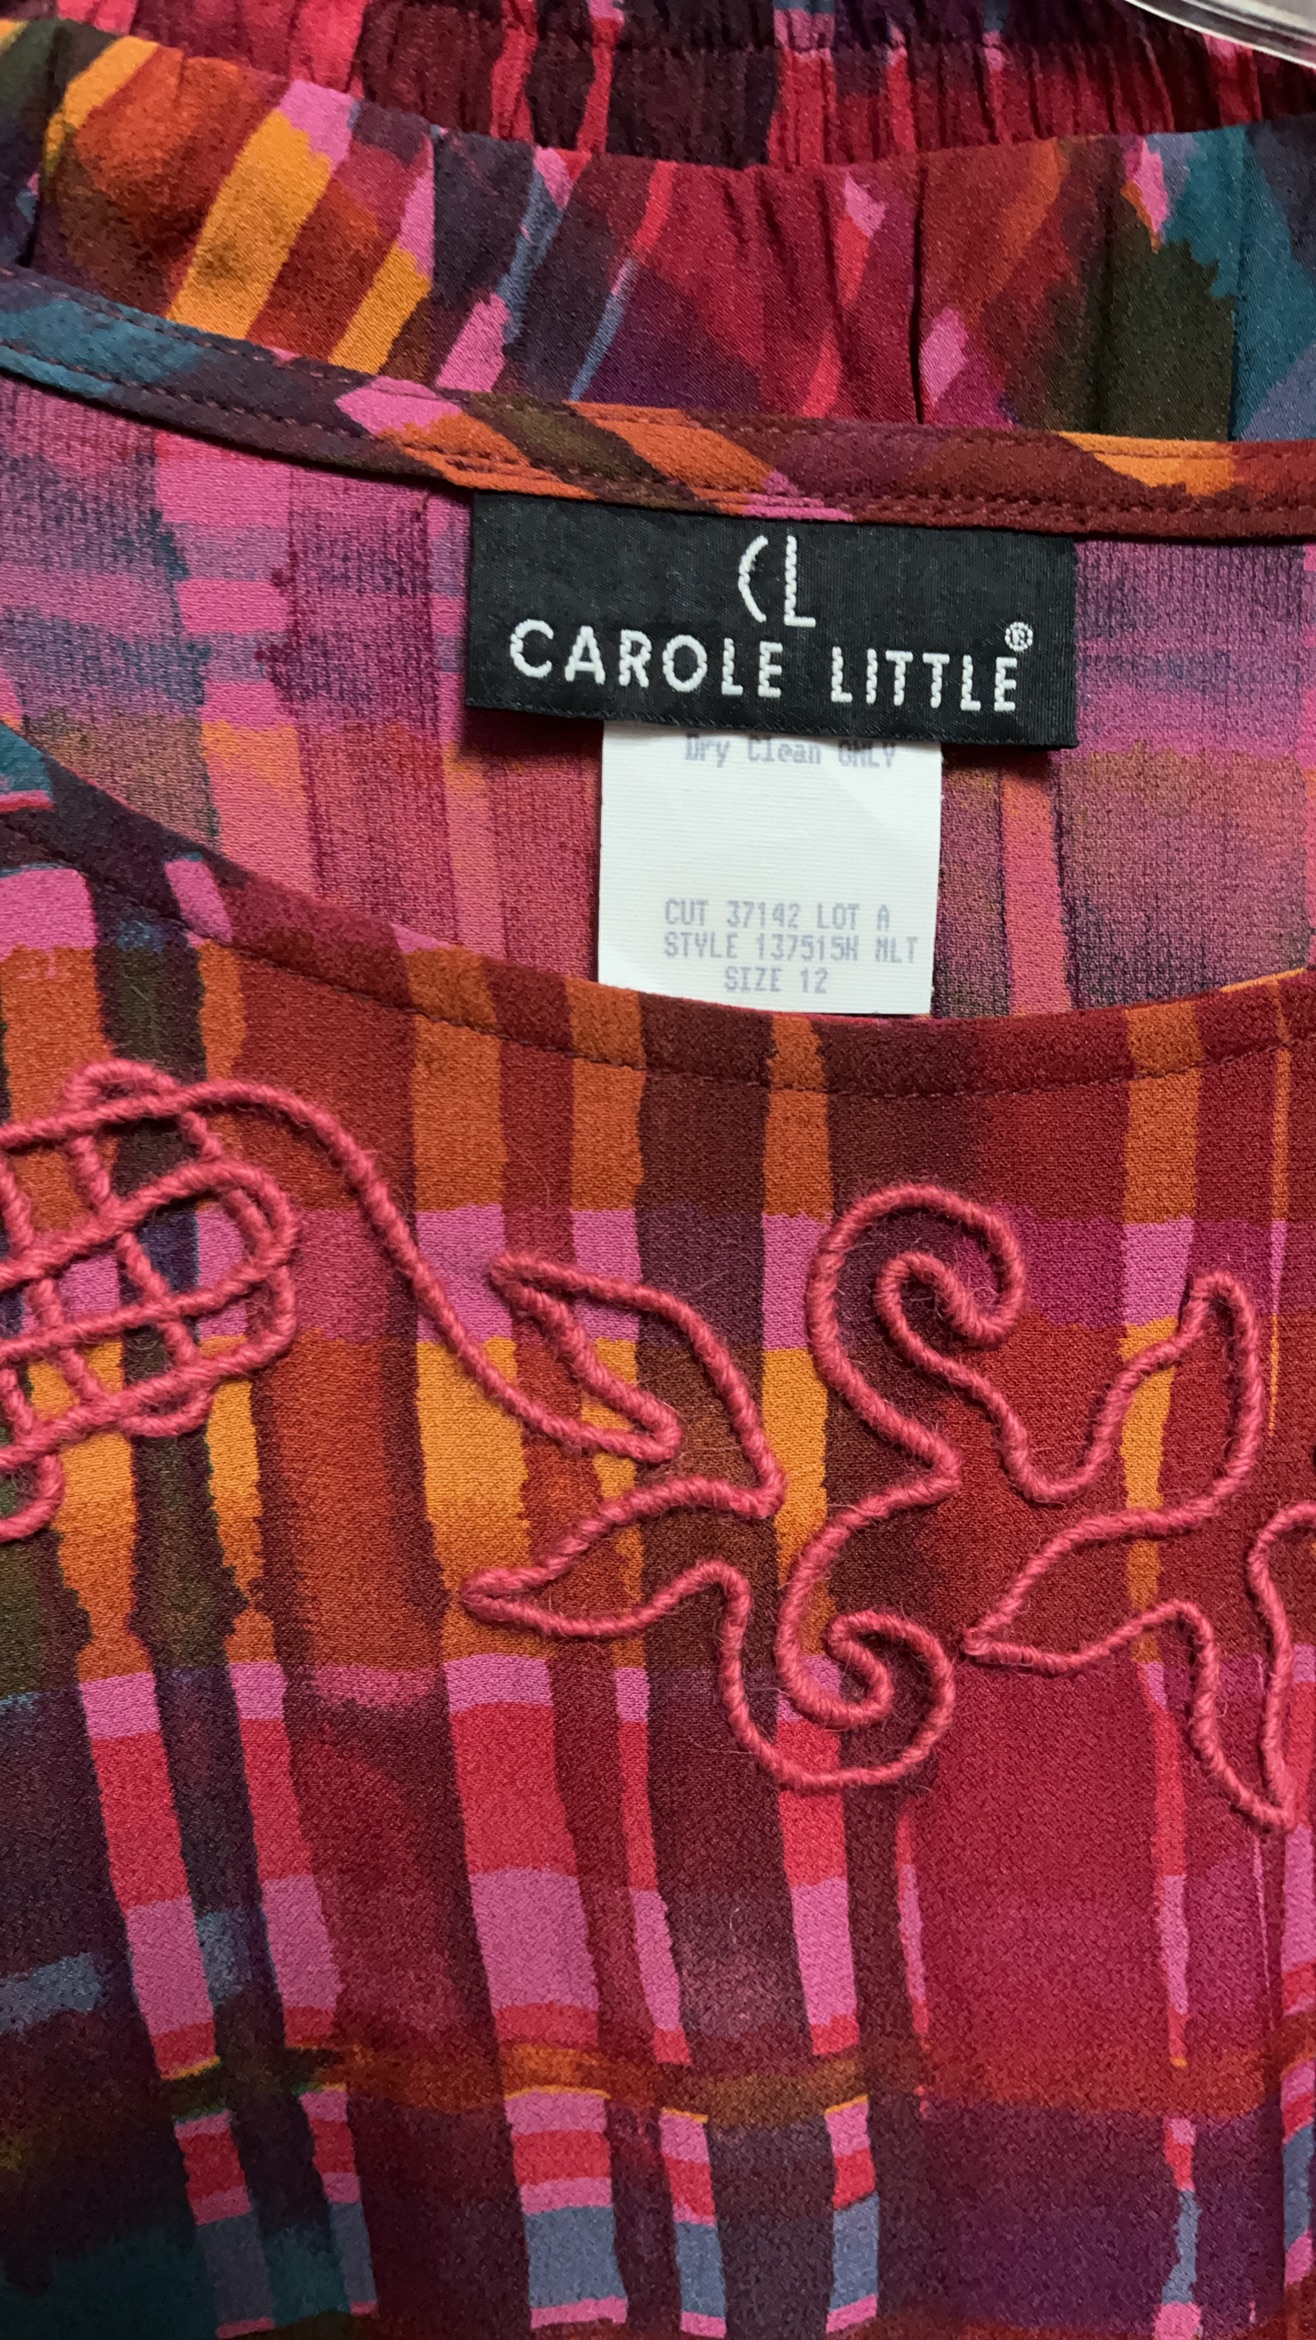 CL
CAROLE LITTLE®
Dry Clean ONLY
CUT 37142 LOT A
STYLE 137515H MLT
SIZE 12